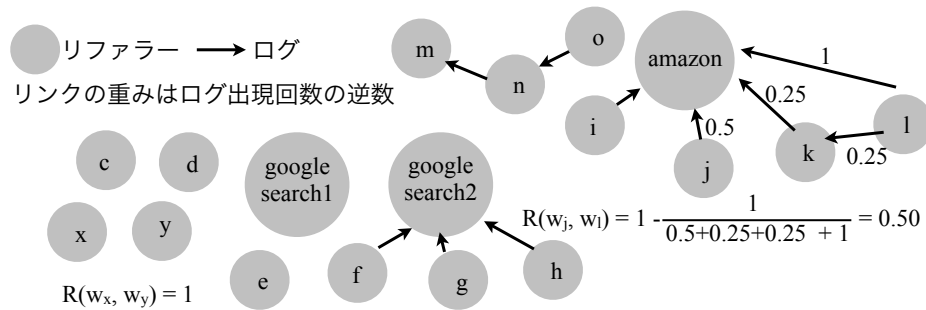 リファラー ログ
リンクの重みはログ出現回数の逆数
m
n
o
amazon
1
0.25
i
0.5
j
k
0.25
l
c
d
google
search1
google
search2
x
y
R(wj, wl) = 1 - 1 / 0.5+0.25+0.25 + 1 = 0.50
e
f
g
h
R(wx, wy) = 1